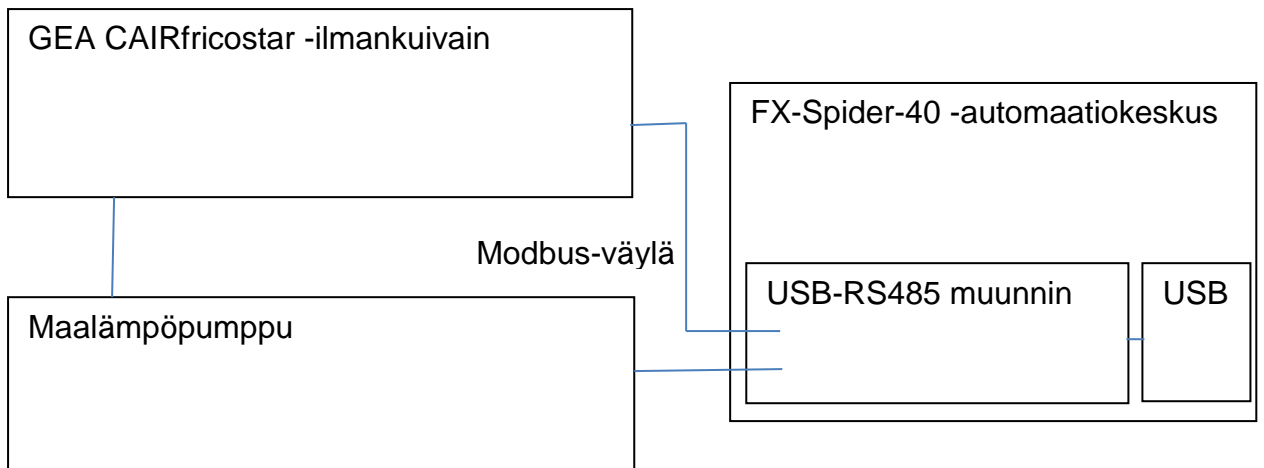 GEA CAIRfricostar -ilmankuivain
FX-Spider-40 -automaatiokeskus
Modbus-väylä
USB-RS485 muunnin
USB
Maalämpöpumppu